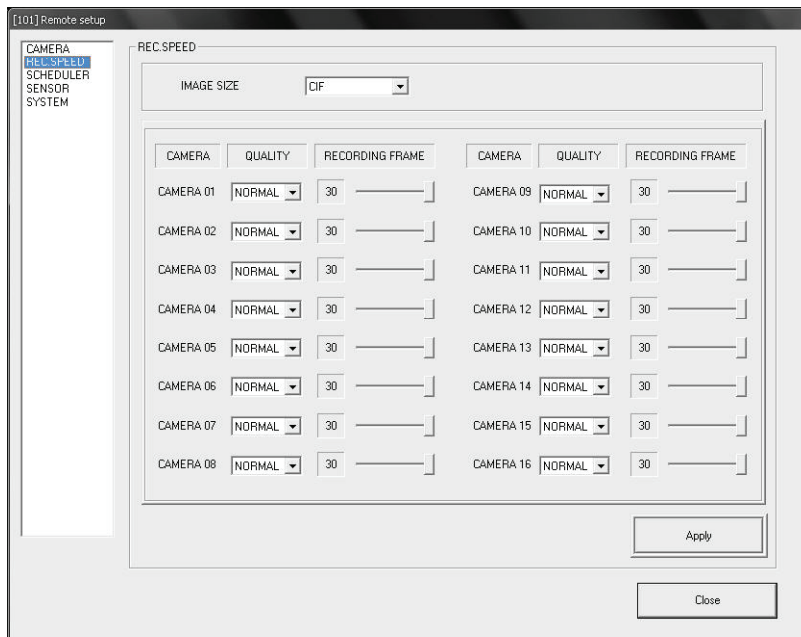 [101] Remote setup
CAMERA
REC.SPEED
SCHEDULER
SENSOR
SYSTEM
REC.SPEED
IMAGE SIZE CIF
CAMERA QUALITY RECORDING FRAME CAMERA QUALITY RECORDING FRAME
CAMERA 01 NORMAL 30 CAMERA 09 NORMAL 30
CAMERA 02 NORMAL 30 CAMERA 10 NORMAL 30
CAMERA 03 NORMAL 30 CAMERA 11 NORMAL 30
CAMERA 04 NORMAL 30 CAMERA 12 NORMAL 30
CAMERA 05 NORMAL 30 CAMERA 13 NORMAL 30
CAMERA 06 NORMAL 30 CAMERA 14 NORMAL 30
CAMERA 07 NORMAL 30 CAMERA 15 NORMAL 30
CAMERA 08 NORMAL 30 CAMERA 16 NORMAL 30
Apply
Close